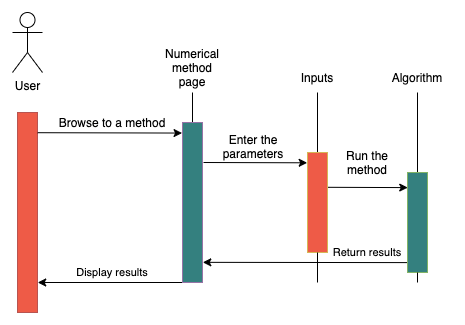 User
Numerical
method
page
Inputs
Algorithm
Browse to a method
Enter the
parameters
Run the
method
Return results
Display results